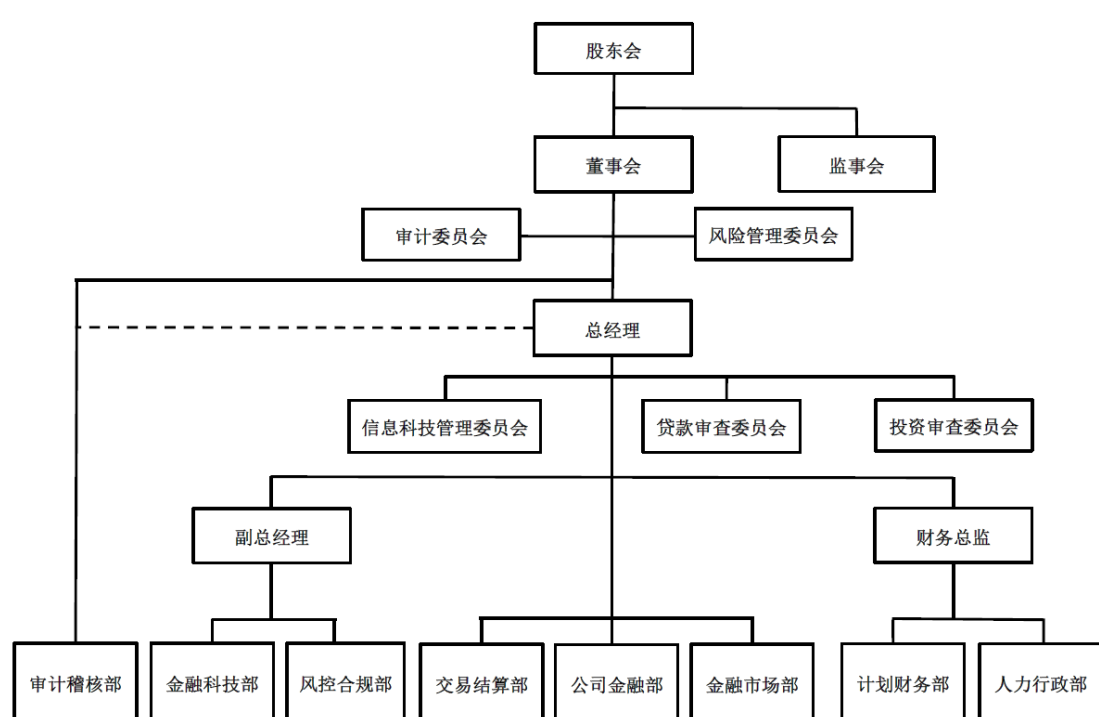 股东会
董事会
监事会
审计委员会
风险管理委员会
总经理
信息科技管理委员会
贷款审查委员会
投资审查委员会
副总经理
财务总监
审计稽核部
金融科技部
风控合规部
交易结算部
公司金融部
金融市场部
计划财务部
人力行政部